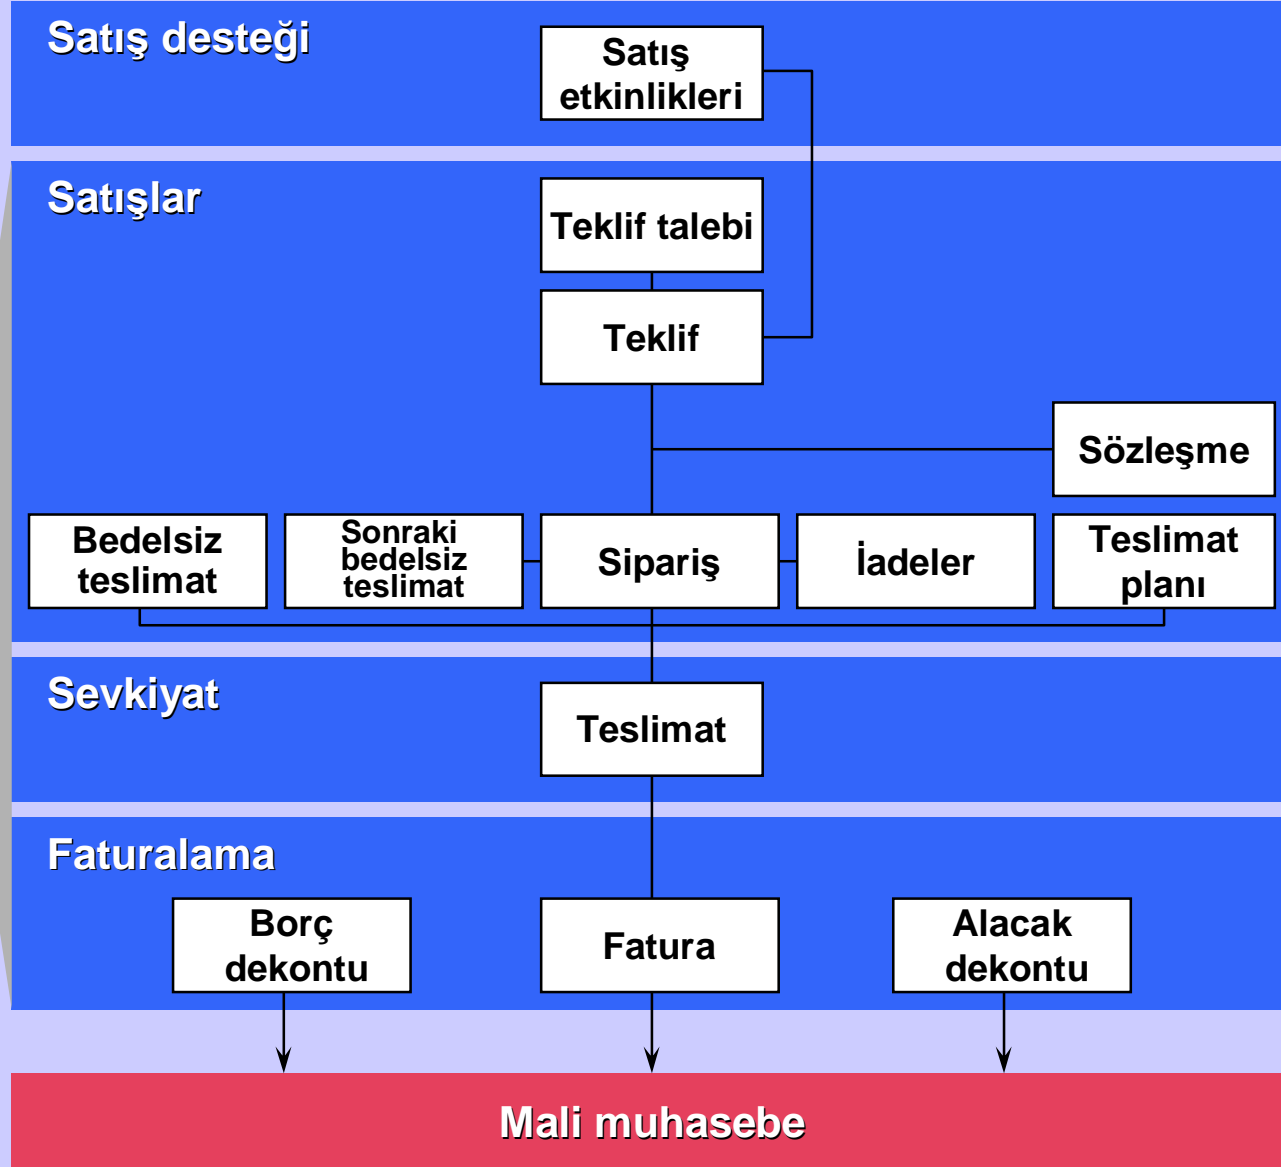 Satış desteği
Satış
etkinlikleri
Satışlar
Teklif talebi
Teklif
Sözleşme
Bedelsiz
teslimat
Sonraki
bedelsiz
teslimat
Sipariş
İadeler
Teslimat
planı
Sevkiyat
Teslimat
Faturalama
Borç
dekontu
Fatura
Alacak
dekontu
Mali muhasebe